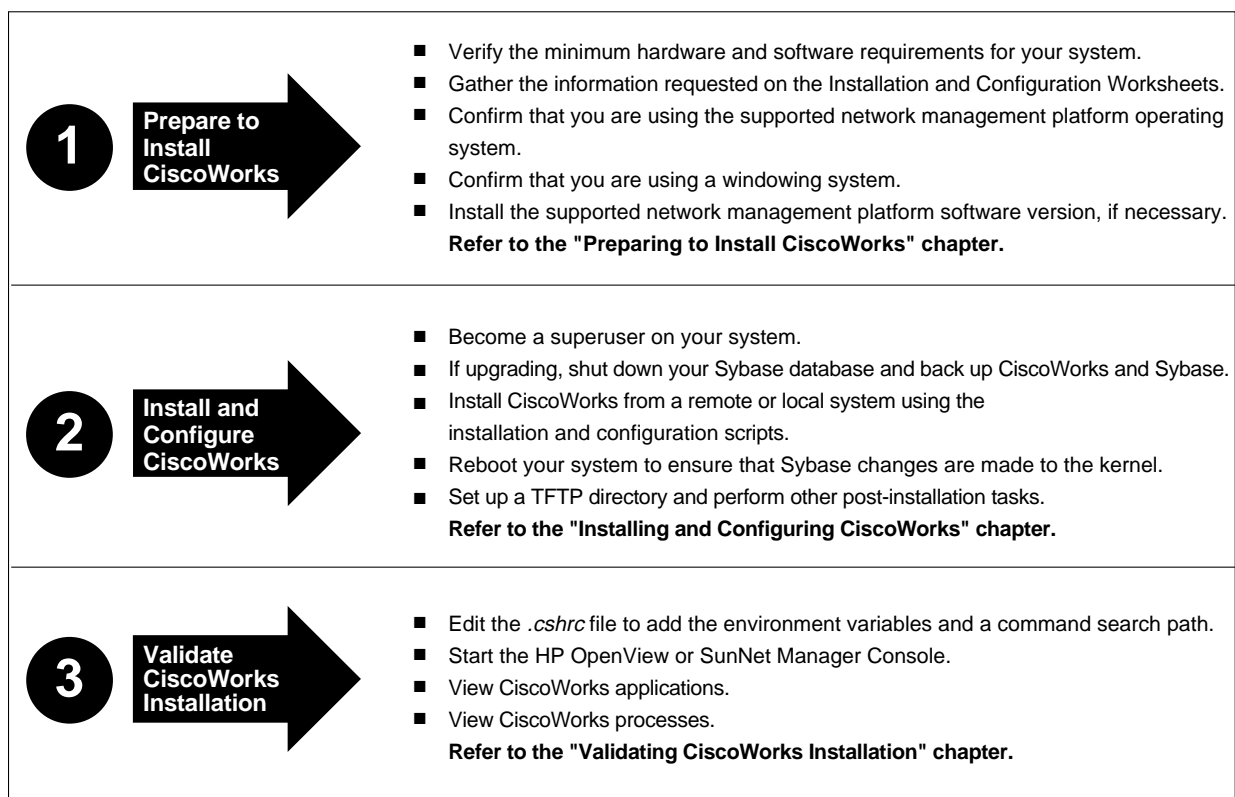 1
Prepare to
Install
CiscoWorks
■ Verify the minimum hardware and software requirements for your system.
■ Gather the information requested on the Installation and Configuration Worksheets.
■ Confirm that you are using the supported network management platform operating
system.
■ Confirm that you are using a windowing system.
■ Install the supported network management platform software version, if necessary.
Refer to the "Preparing to Install CiscoWorks" chapter.
2
Install and
Configure
CiscoWorks
■ Become a superuser on your system.
■ If upgrading, shut down your Sybase database and back up CiscoWorks and Sybase.
■ Install CiscoWorks from a remote or local system using the
installation and configuration scripts.
■ Reboot your system to ensure that Sybase changes are made to the kernel.
■ Set up a TFTP directory and perform other post-installation tasks.
Refer to the "Installing and Configuring CiscoWorks" chapter.
3
Validate
CiscoWorks
Installation
■ Edit the .cshrc file to add the environment variables and a command search path.
■ Start the HP OpenView or SunNet Manager Console.
■ View CiscoWorks applications.
■ View CiscoWorks processes.
Refer to the "Validating CiscoWorks Installation" chapter.